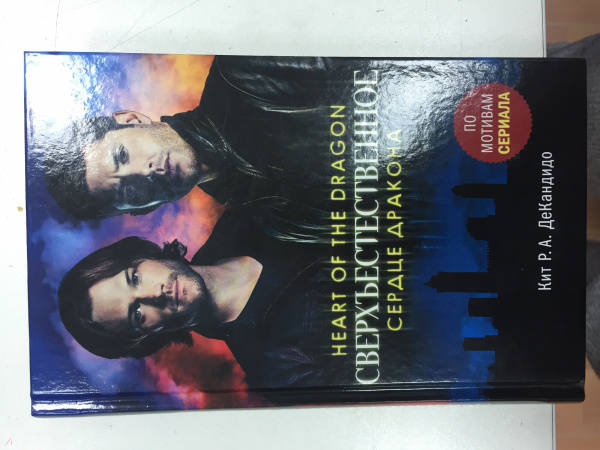 HEART OF THE DRAGON
СВЕРХЪЕСТЕСТВЕННОЕ
СЕРДЦЕ ДРАКОНА
ПО
МОТИВАМ
СЕРИАЛА
Кит Р. А. ДеКандидо